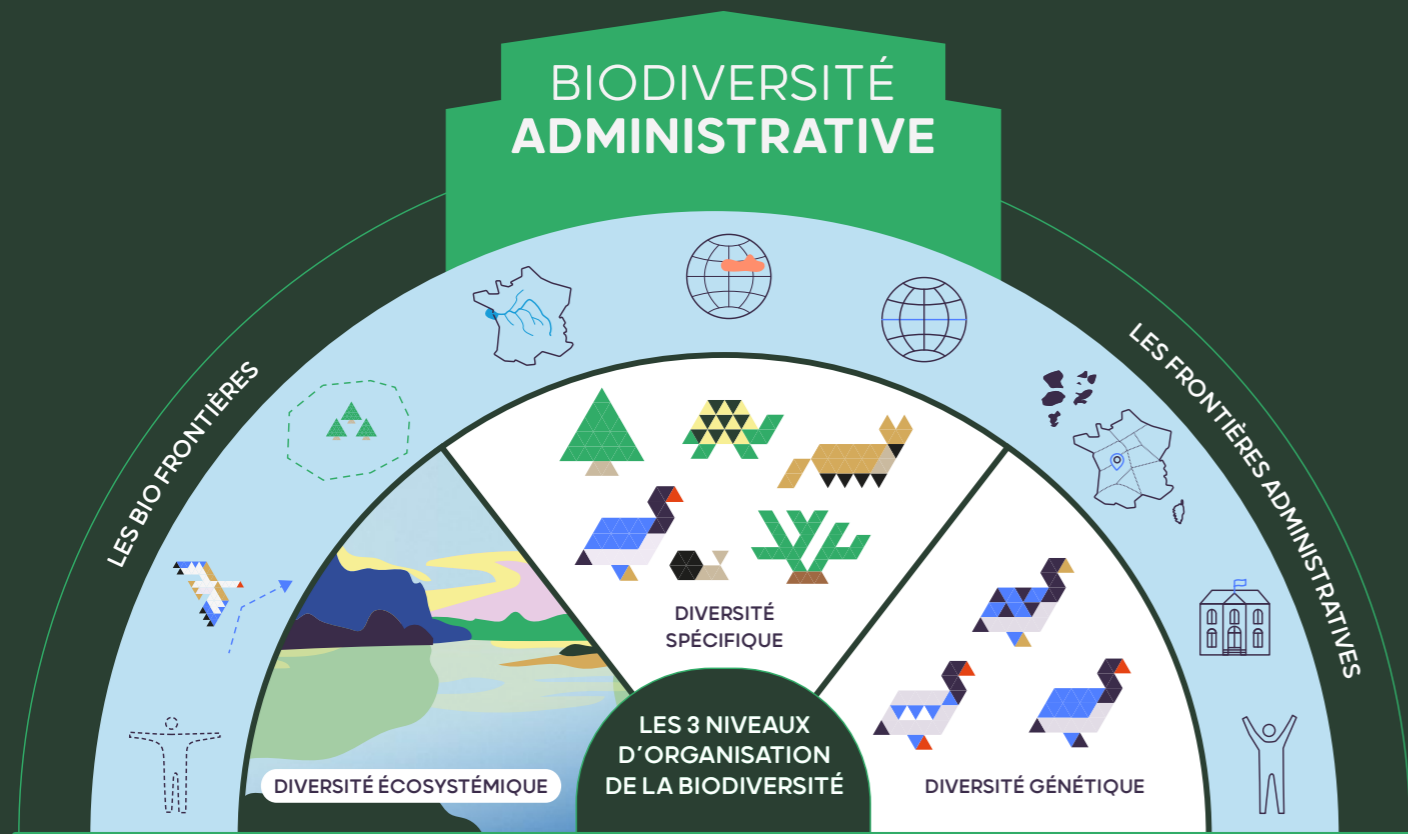 BIODIVERSITÉ
ADMINISTRATIVE
LES BIO FRONTIÈRES
LES FRONTIÈRES ADMINISTRATIVES
DIVERSITÉ
SPÉCIFIQUE
LES 3 NIVEAUX
D'ORGANISATION
DE LA BIODIVERSITÉ
DIVERSITÉ ÉCOSYSTÉMIQUE
DIVERSITÉ GÉNÉTIQUE